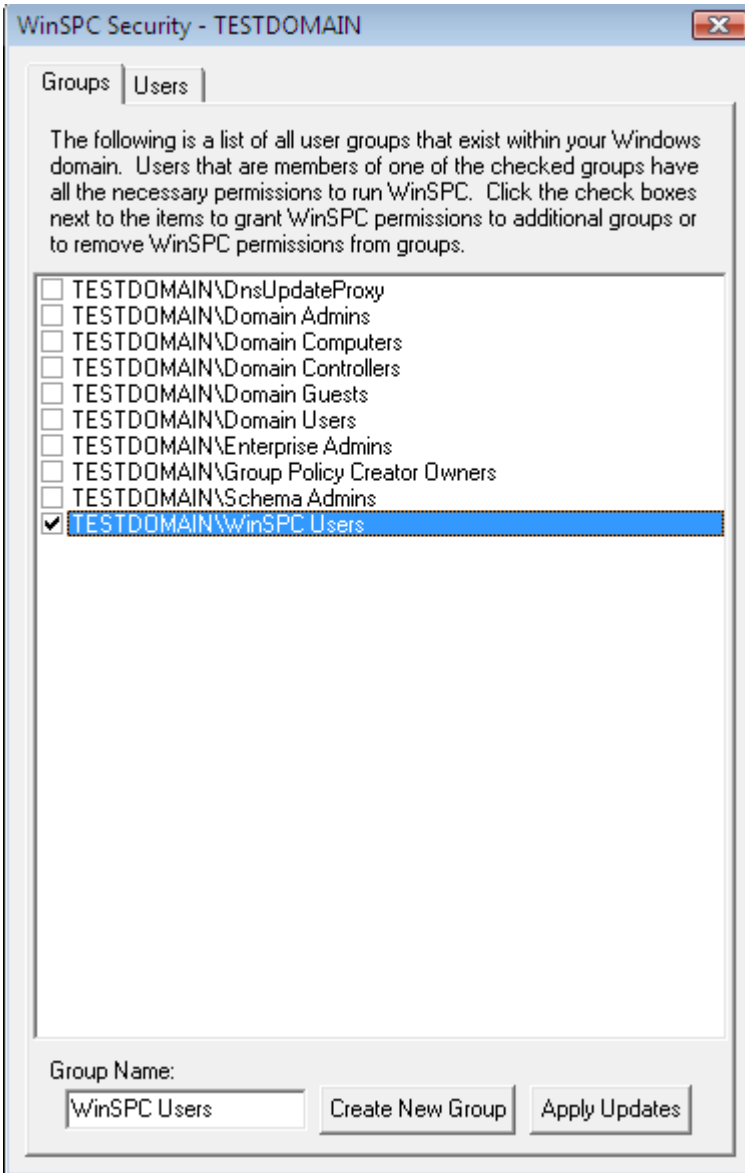 WinSPC Security - TESTDOMAIN
Groups Users
The following is a list of all user groups that exist within your Windows
domain. Users that are members of one of the checked groups have
all the necessary permissions to run WinSPC. Click the check boxes
next to the items to grant WinSPC permissions to additional groups or
to remove WinSPC permissions from groups.
TESTDOMAIN\DnsUpdateProxy
TESTDOMAIN\Domain Admins
TESTDOMAIN\Domain Computers
TESTDOMAIN\Domain Controllers
TESTDOMAIN\Domain Guests
TESTDOMAIN\Domain Users
TESTDOMAIN\Enterprise Admins
TESTDOMAIN\Group Policy Creator Owners
TESTDOMAIN\Schema Admins
TESTDOMAIN\WinSPC Users
Group Name:
WinSPC Users Create New Group Apply Updates